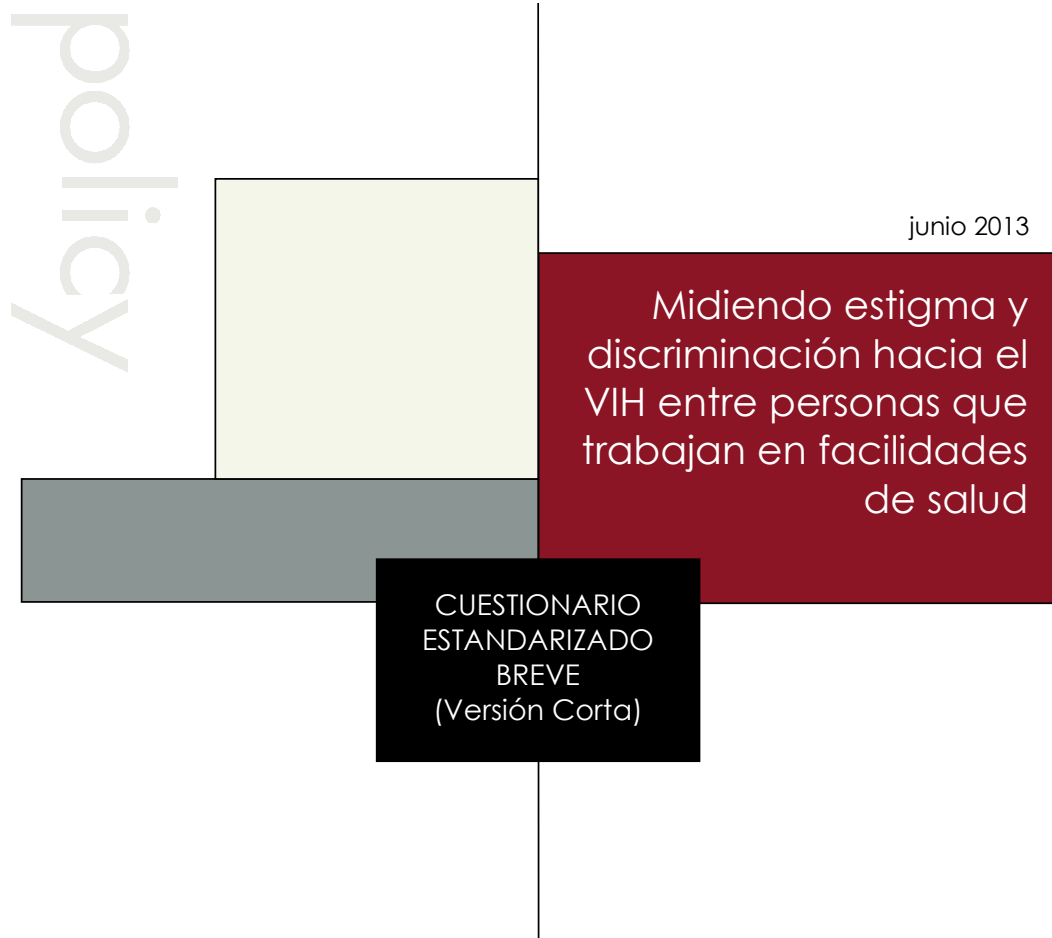 policy
junio 2013
Midiendo estigma y
discriminación hacia el
VIH entre personas que
trabajan en facilidades
de salud
CUESTIONARIO
ESTANDARIZADO
BREVE
(Versión Corta)